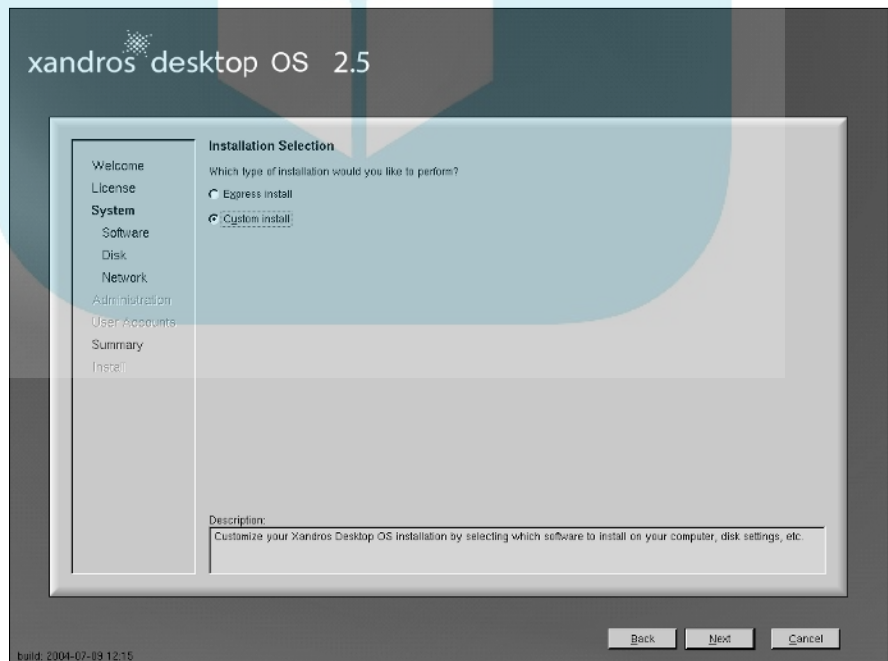 xandros desktop OS 2.5
Welcome
License
System
Software
Disk
Network
Administration
User Accounts
Summary
Install
Installation Selection
Which type of installation would you like to perform?
Express install
Custom install
Description:
Customize your Xandros Desktop OS installation by selecting which software to install on your computer, disk settings, etc.
Back
Next
Cancel
build: 2004-07-09 12:15